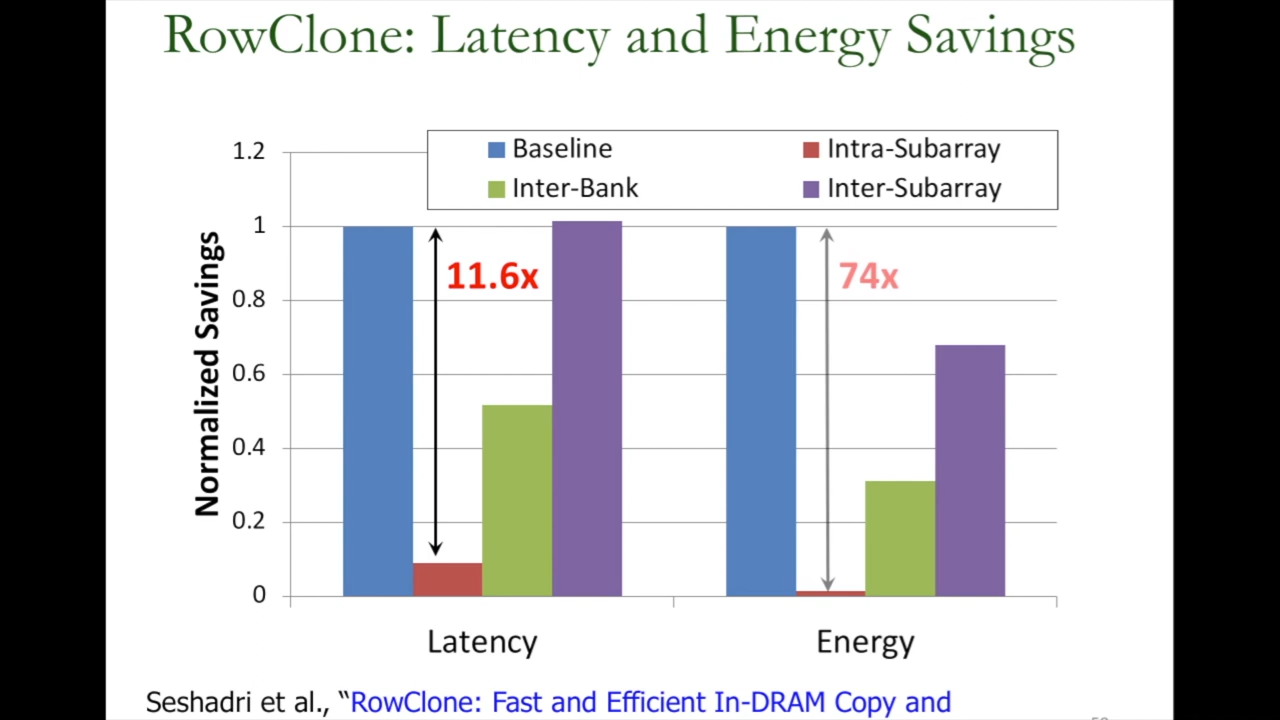 RowClone: Latency and Energy Savings
Baseline
Intra-Subarray
Inter-Bank
Inter-Subarray
Normalized Savings
1.2
1
0.8
0.6
0.4
0.2
0
11.6x
74x
Latency
Energy
Seshadri et al., “RowClone: Fast and Efficient In-DRAM Copy and